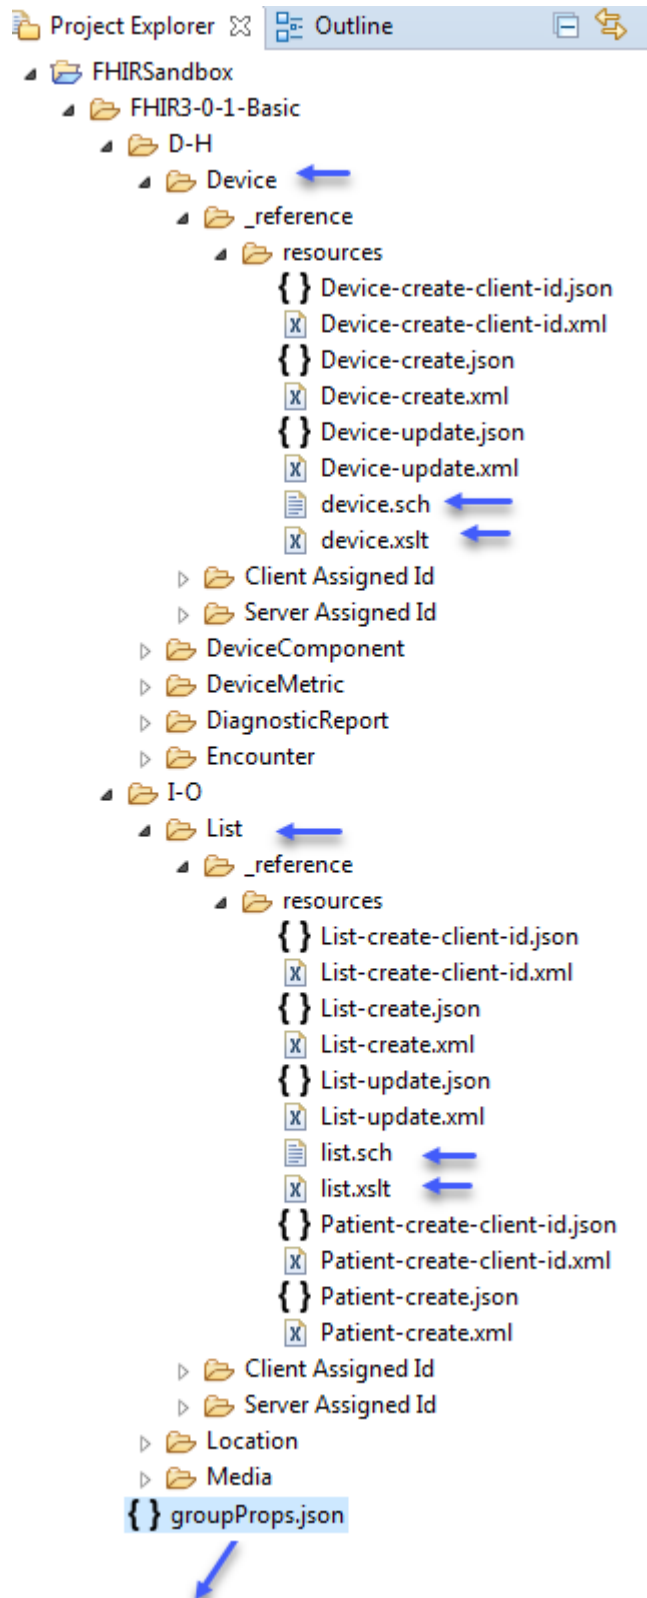 Project Explorer Outline
FHIRSandbox
FHIR3-0-1-Basic
D-H
Device
_reference
resources
{ } Device-create-client-id.json
X Device-create-client-id.xml
{ } Device-create.json
X Device-create.xml
{ } Device-update.json
X Device-update.xml
device.sch
X device.xslt
Client Assigned Id
Server Assigned Id
DeviceComponent
DeviceMetric
DiagnosticReport
Encounter
I-O
List
_reference
resources
{ } List-create-client-id.json
X List-create-client-id.xml
{ } List-create.json
X List-create.xml
{ } List-update.json
X List-update.xml
list.sch
X list.xslt
{ } Patient-create-client-id.json
X Patient-create-client-id.xml
{ } Patient-create.json
X Patient-create.xml
Client Assigned Id
Server Assigned Id
Location
Media
{ } groupProps.json